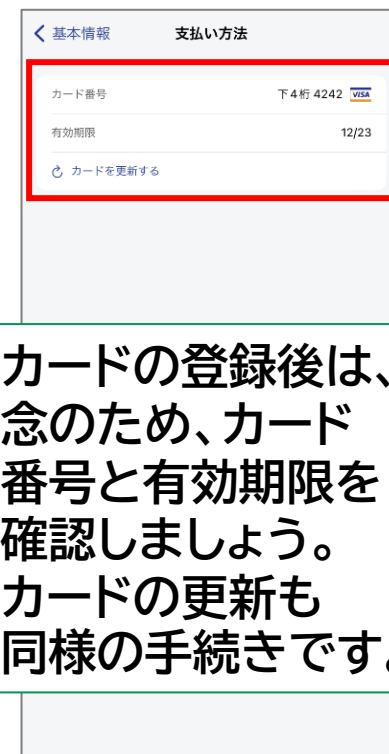 基本情報 支払い方法
カード番号 下4桁 4242 VISA
有効期限 12/23
カードを更新する
カードの登録後は、
念のため、カード
番号と有効期限を
確認しましょう。
カードの更新も
同様の手続きです。